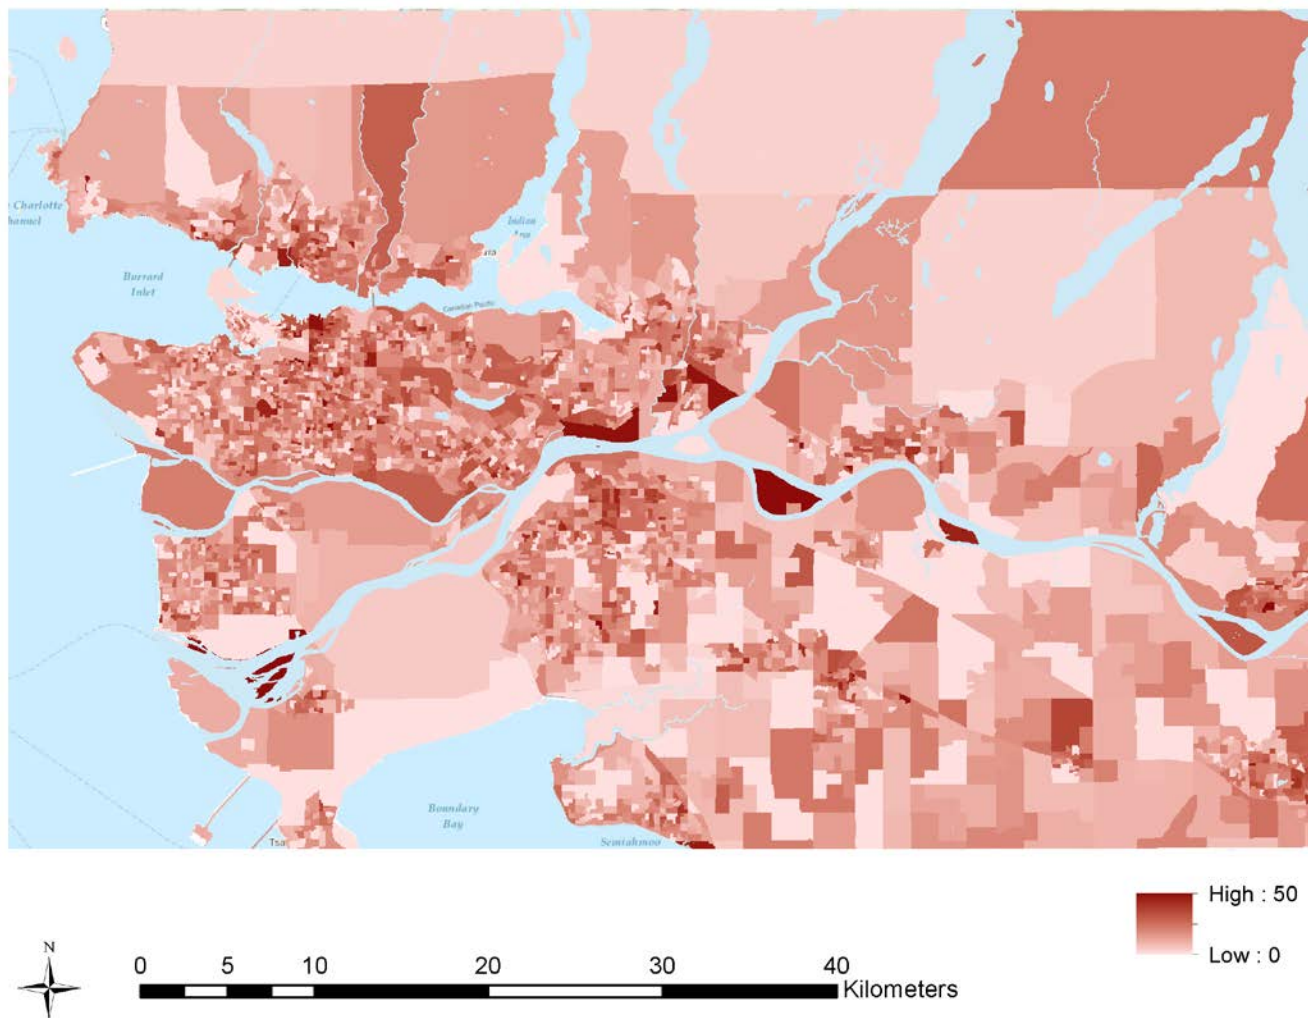 Charlotte
Channel
Indian
Arm
Burrard
Inlet
Canadian Pacific
Boundary
Bay
Tsa
Semiahmoo
High : 50
Low : 0
N
0 5 10 20 30 40
Kilometers